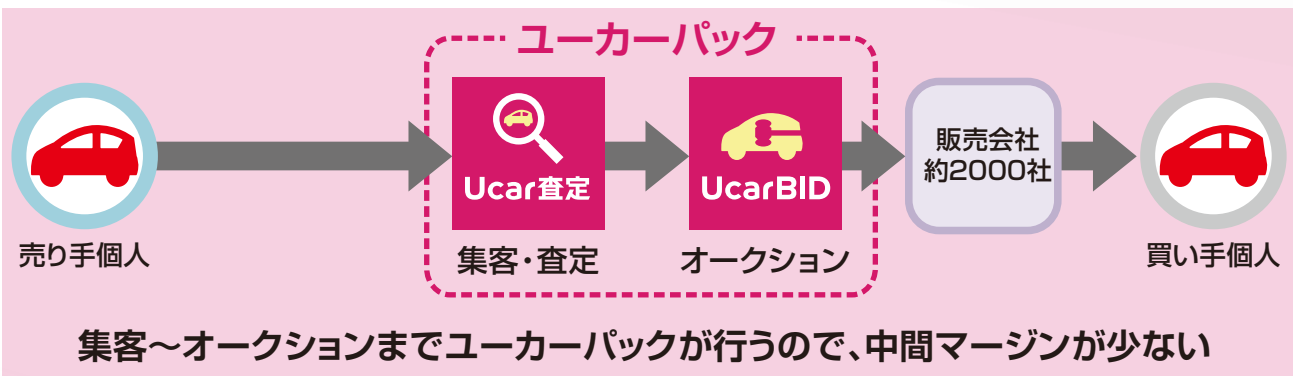 ユーカーパック
Ucar査定
UcarBID
販売会社
約2000社
売り手個人
集客・査定
オークション
買い手個人
集客～オークションまでユーカーパックが行うので、中間マージンが少ない